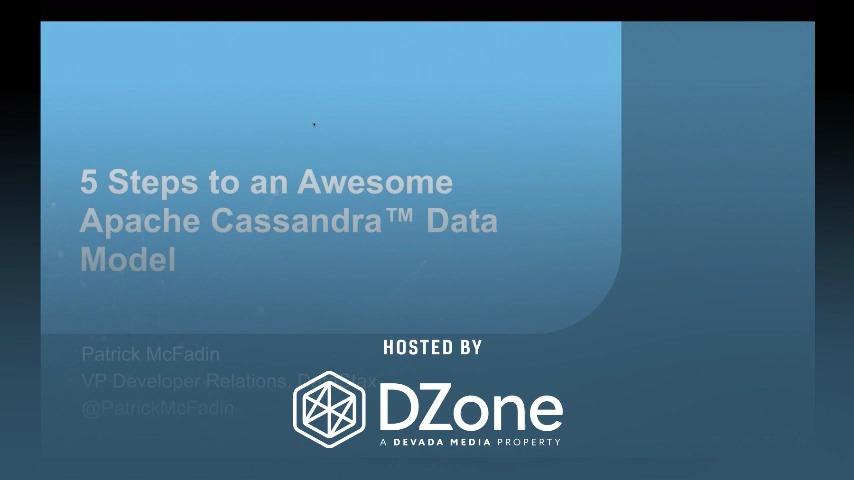 5 Steps to an Awesome
Apache Cassandra™ Data
Model
Patrick McFadin
VP Developer Relations, DataStax
@PatrickMcFadin
HOSTED BY
DZone
A DEVADA MEDIA PROPERTY